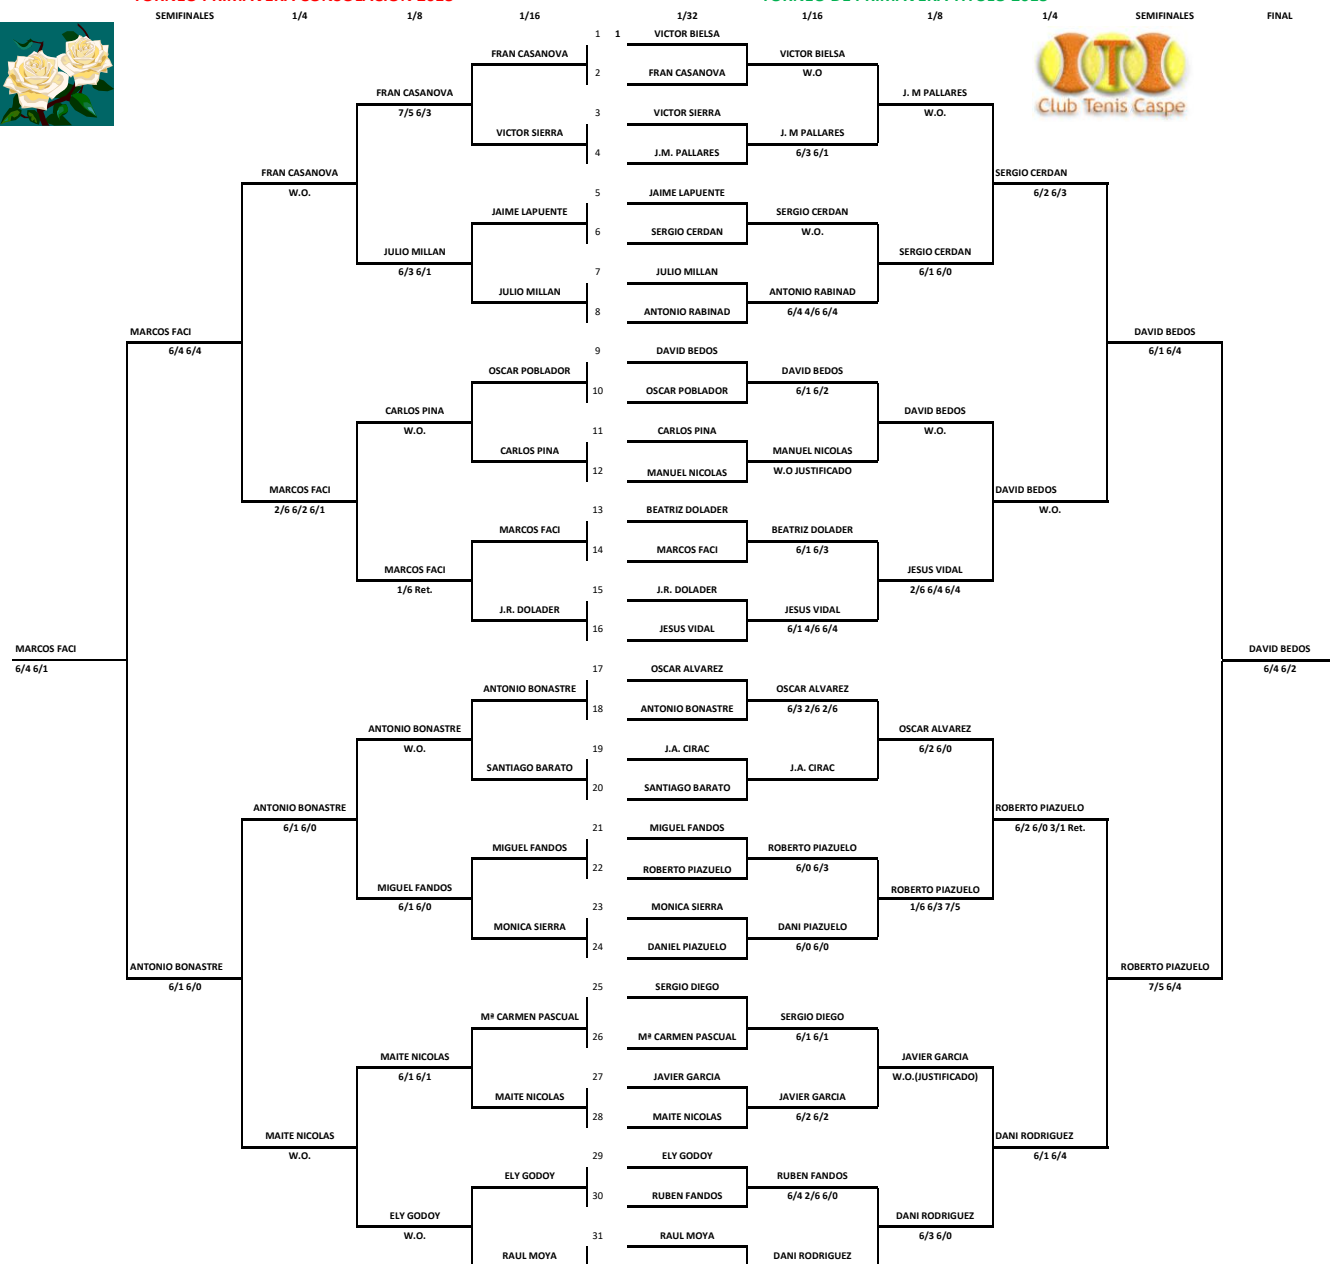 SEMIFINALES 1/4 1/8 1/16 1/32 1/16 1/8 1/4 SEMIFINALES FINAL
1 1 VICTOR BIELSA
FRAN CASANOVA VICTOR BIELSA
2 FRAN CASANOVA W.O
FRAN CASANOVA J. M PALLARES
7/5 6/3 3 VICTOR SIERRA W.O.
Club Tenis Caspe
VICTOR SIERRA J. M PALLARES
4 J.M. PALLARES 6/3 6/1
FRAN CASANOVA SERGIO CERDAN
W.O. 5 JAIME LAPUENTE 6/2 6/3
JAIME LAPUENTE SERGIO CERDAN
6 SERGIO CERDAN W.O.
JULIO MILLAN SERGIO CERDAN
6/3 6/1 7 JULIO MILLAN 6/1 6/0
JULIO MILLAN ANTONIO RABINAD
8 ANTONIO RABINAD 6/4 4/6 6/4
MARCOS FACI DAVID BEDOS
6/4 6/4 9 DAVID BEDOS 6/1 6/4
OSCAR POBLADOR DAVID BEDOS
10 OSCAR POBLADOR 6/1 6/2
CARLOS PINA DAVID BEDOS
W.O. 11 CARLOS PINA W.O.
CARLOS PINA MANUEL NICOLAS
12 MANUEL NICOLAS W.O JUSTIFICADO
MARCOS FACI DAVID BEDOS
2/6 6/2 6/1 13 BEATRIZ DOLADER W.O.
MARCOS FACI BEATRIZ DOLADER
14 MARCOS FACI 6/1 6/3
MARCOS FACI JESUS VIDAL
1/6 Ret. 15 J.R. DOLADER 2/6 6/4 6/4
J.R. DOLADER JESUS VIDAL
16 JESUS VIDAL 6/1 4/6 6/4
MARCOS FACI DAVID BEDOS
6/4 6/1 17 OSCAR ALVAREZ 6/4 6/2
ANTONIO BONASTRE OSCAR ALVAREZ
18 ANTONIO BONASTRE 6/3 2/6 2/6
ANTONIO BONASTRE OSCAR ALVAREZ
W.O. 19 J.A. CIRAC 6/2 6/0
SANTIAGO BARATO J.A. CIRAC
20 SANTIAGO BARATO
ANTONIO BONASTRE ROBERTO PIAZUELO
6/1 6/0 21 MIGUEL FANDOS 6/2 6/0 3/1 Ret.
MIGUEL FANDOS ROBERTO PIAZUELO
22 ROBERTO PIAZUELO 6/0 6/3
MIGUEL FANDOS ROBERTO PIAZUELO
6/1 6/0 23 MONICA SIERRA 1/6 6/3 7/5
MONICA SIERRA DANI PIAZUELO
24 DANIEL PIAZUELO 6/0 6/0
ANTONIO BONASTRE ROBERTO PIAZUELO
6/1 6/0 25 SERGIO DIEGO 7/5 6/4
Mª CARMEN PASCUAL SERGIO DIEGO
26 Mª CARMEN PASCUAL 6/1 6/1
MAITE NICOLAS JAVIER GARCIA
6/1 6/1 27 JAVIER GARCIA W.O.(JUSTIFICADO)
MAITE NICOLAS JAVIER GARCIA
28 MAITE NICOLAS 6/2 6/2
MAITE NICOLAS DANI RODRIGUEZ
W.O. 29 ELY GODOY 6/1 6/4
ELY GODOY RUBEN FANDOS
30 RUBEN FANDOS 6/4 2/6 6/0
ELY GODOY DANI RODRIGUEZ
W.O. 31 RAUL MOYA 6/3 6/0
RAUL MOYA DANI RODRIGUEZ